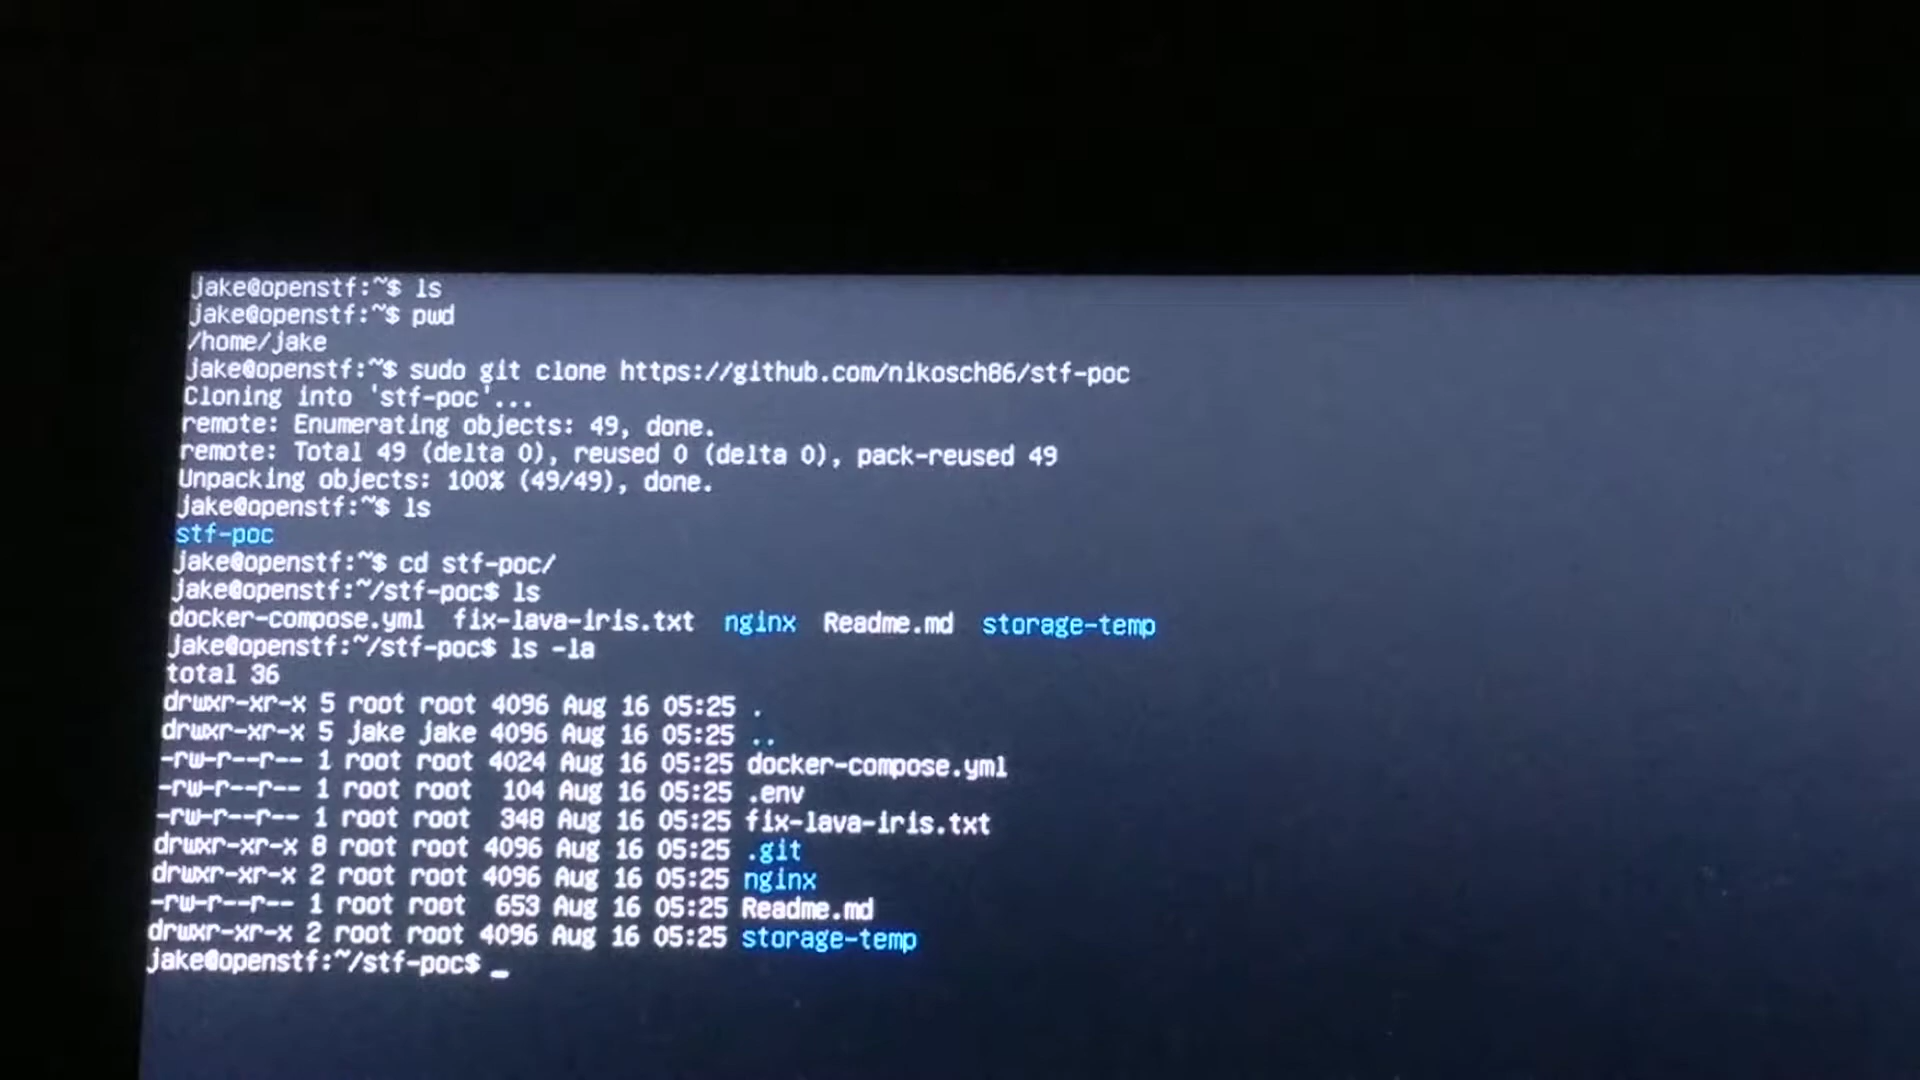 jake@openstf:~$ ls
jake@openstf:~$ pwd
/home/jake
jake@openstf:~$ sudo git clone https://github.com/nikosch86/stf-poc
Cloning into 'stf-poc'...
remote: Enumerating objects: 49, done.
remote: Total 49 (delta 0), reused 0 (delta 0), pack-reused 49
Unpacking objects: 100% (49/49), done.
jake@openstf:~$ ls
stf-poc
jake@openstf:~$ cd stf-poc/
jake@openstf:~/stf-poc$ ls
docker-compose.yml  fix-lava-iris.txt  nginx  Readme.md  storage-temp
jake@openstf:~/stf-poc$ ls -la
total 36
drwxr-xr-x 5 root root 4096 Aug 16 05:25 .
drwxr-xr-x 5 jake jake 4096 Aug 16 05:25 ..
-rw-r--r-- 1 root root 4024 Aug 16 05:25 docker-compose.yml
-rw-r--r-- 1 root root  104 Aug 16 05:25 .env
-rw-r--r-- 1 root root  348 Aug 16 05:25 fix-lava-iris.txt
drwxr-xr-x 8 root root 4096 Aug 16 05:25 .git
drwxr-xr-x 2 root root 4096 Aug 16 05:25 nginx
-rw-r--r-- 1 root root  653 Aug 16 05:25 Readme.md
drwxr-xr-x 2 root root 4096 Aug 16 05:25 storage-temp
jake@openstf:~/stf-poc$ _